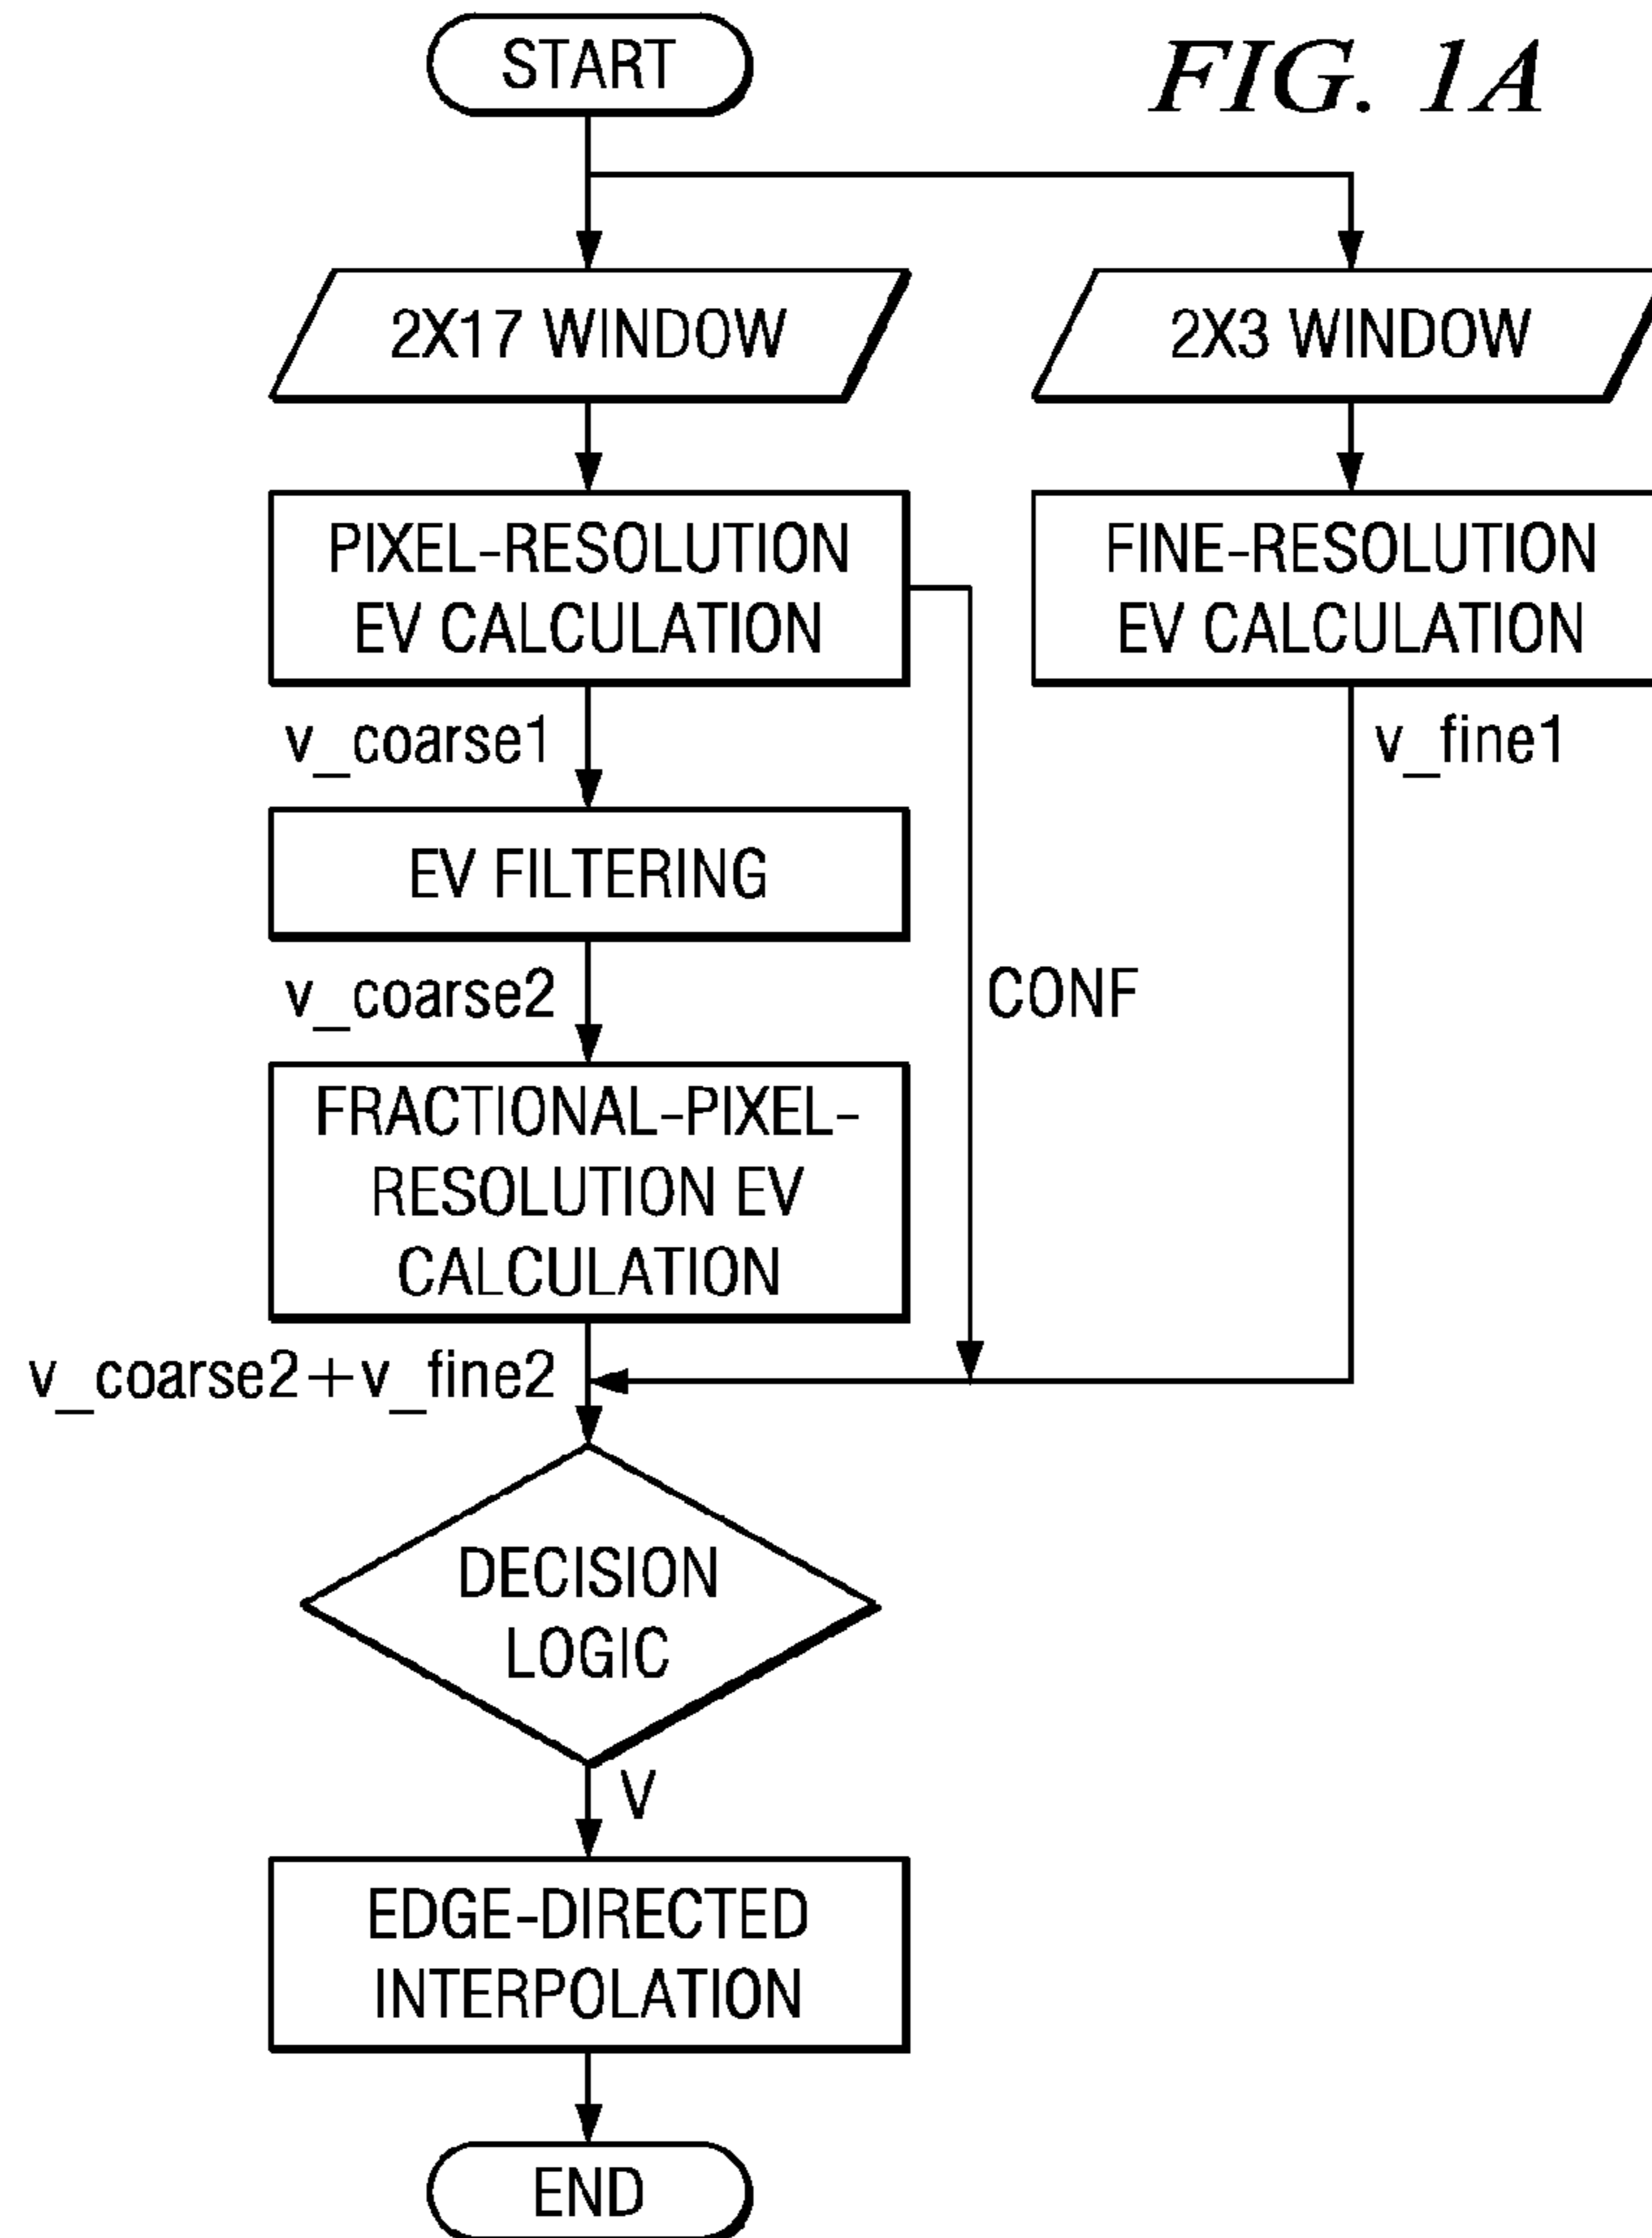 START
FIG. 1A
2X17 WINDOW
2X3 WINDOW
PIXEL-RESOLUTION
EV CALCULATION
FINE-RESOLUTION
EV CALCULATION
v_coarse1
v_fine1
EV FILTERING
v_coarse2
CONF
FRACTIONAL-PIXEL-
RESOLUTION EV
CALCULATION
v_coarse2+v_fine2
DECISION
LOGIC
V
EDGE-DIRECTED
INTERPOLATION
END